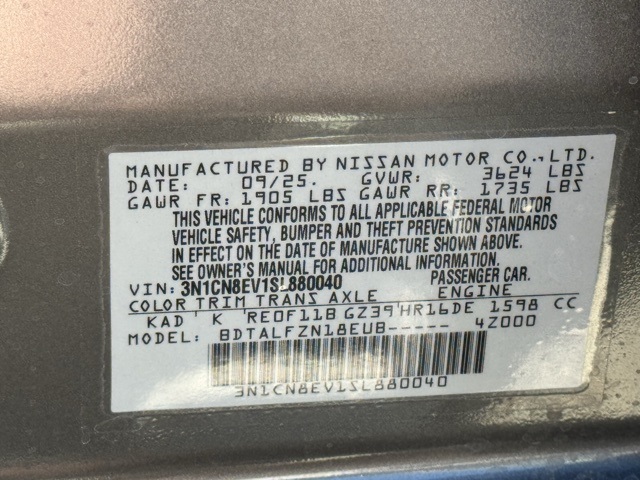 MANUFACTURED BY NISSAN MOTOR CO., LTD.
DATE: 09/25. GVWR: 3624 LBS
GAWR FR: 1905 LBS GAWR RR: 1735 LBS
THIS VEHICLE CONFORMS TO ALL APPLICABLE FEDERAL MOTOR
VEHICLE SAFETY, BUMPER AND THEFT PREVENTION STANDARDS
IN EFFECT ON THE DATE OF MANUFACTURE SHOWN ABOVE.
SEE OWNER'S MANUAL FOR ADDITIONAL INFORMATION.
VIN: 3N1CN8EV1SL880040 PASSENGER CAR.
COLOR TRIM TRANS AXLE ENGINE
KAD K RE0F11B GZ39 HR16DE 1598 CC
MODEL: BDTALFZN18EUB----- 4Z000
3N1CN8EV1SL880040